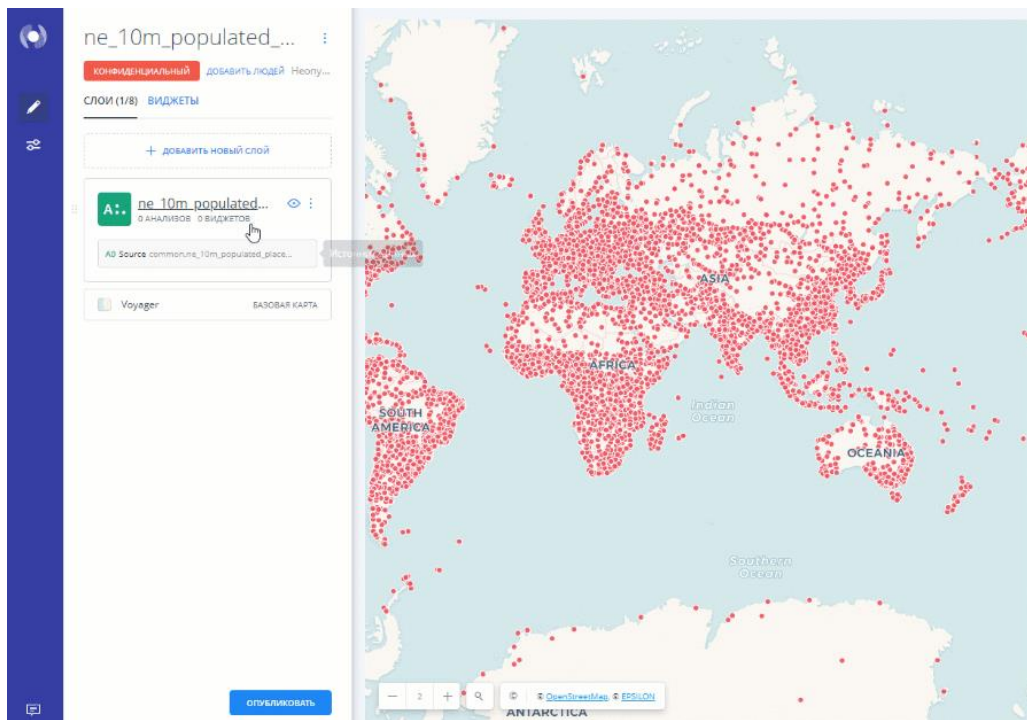 ne_10m_populated_...
КОНФИДЕНЦИАЛЬНЫЙ ДОБАВИТЬ ЛЮДЕЙ Неопу...
СЛОИ (1/8) ВИДЖЕТЫ
+ ДОБАВИТЬ НОВЫЙ СЛОЙ
A
ne_10m_populated...
0 АНАЛИЗОВ 0 ВИДЖЕТОВ
A0 Source common.ne_10m_populated_place...
Voyager БАЗОВАЯ КАРТА
ОПУБЛИКОВАТЬ
ASIA
AFRICA
Indian
Ocean
SOUTH
AMERICA
OCEANIA
Southern
Ocean
− 2 + © © OpenStreetMap, © EPSILON
ANTARCTICA